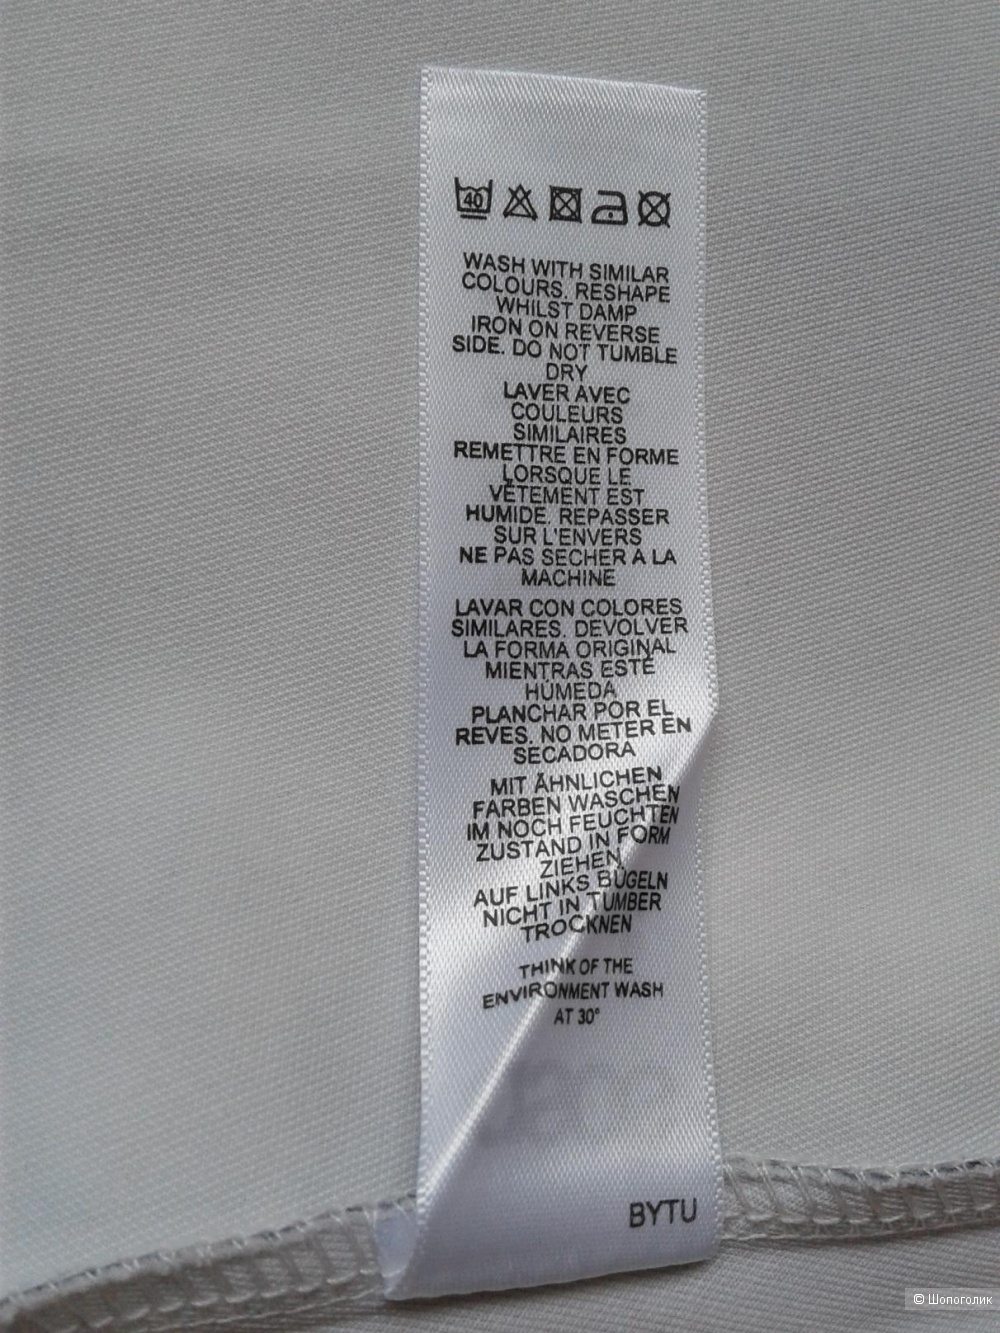 40
WASH WITH SIMILAR
COLOURS. RESHAPE
WHILST DAMP
IRON ON REVERSE
SIDE. DO NOT TUMBLE
DRY
LAVER AVEC
COULEURS
SIMILAIRES
REMETTRE EN FORME
LORSQUE LE
VÊTEMENT EST
HUMIDE. REPASSER
SUR L'ENVERS
NE PAS SECHER A LA
MACHINE
LAVAR CON COLORES
SIMILARES. DEVOLVER
LA FORMA ORIGINAL
MIENTRAS ESTÉ
HÚMEDA
PLANCHAR POR EL
REVES. NO METER EN
SECADORA
MIT ÄHNLICHEN
FARBEN WASCHEN
IM NOCH FEUCHTEN
ZUSTAND IN FORM
ZIEHEN.
AUF LINKS BÜGELN
NICHT IN TUMBER
TROCKNEN
THINK OF THE
ENVIRONMENT WASH
AT 30°
BYTU
© Шопоголик